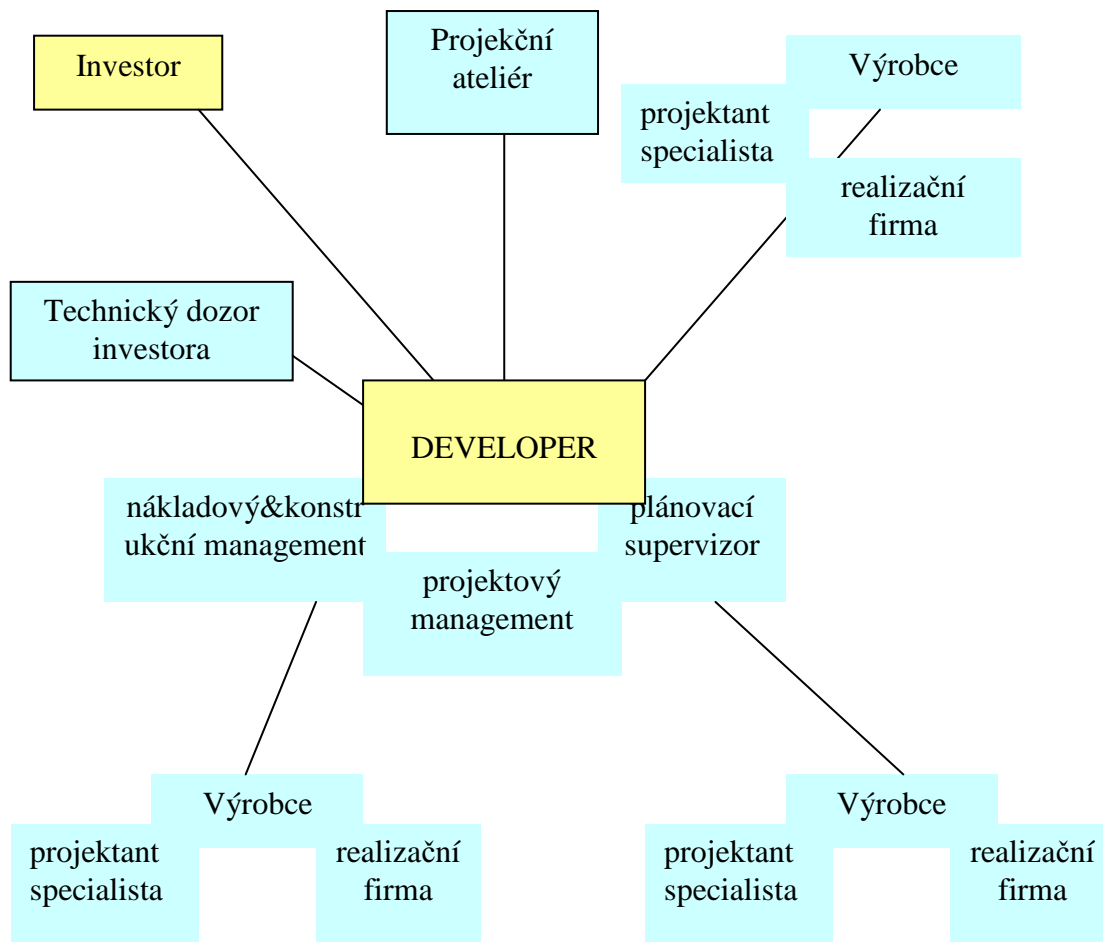 Investor
Projekční
ateliér
Výrobce
projektant
specialista
realizační
firma
Technický dozor
investora
DEVELOPER
nákladový&konstr
ukční management
plánovací
supervizor
projektový
management
Výrobce
projektant
specialista
realizační
firma
Výrobce
projektant
specialista
realizační
firma